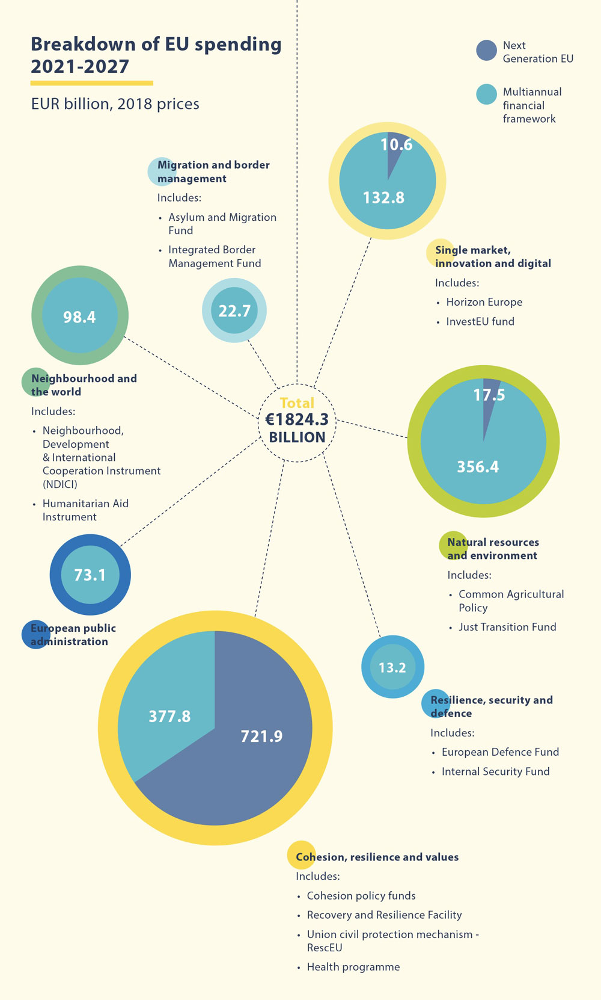 Breakdown of EU spending
2021-2027
EUR billion, 2018 prices
Next
Generation EU
Multiannual
financial
framework
10.6
132.8
Single market,
innovation and digital
Includes:
• Horizon Europe
• InvestEU fund
Migration and border
management
Includes:
• Asylum and Migration
Fund
• Integrated Border
Management Fund
22.7
98.4
Neighbourhood and
the world
Includes:
• Neighbourhood,
Development
& International
Cooperation Instrument
(NDICI)
• Humanitarian Aid
Instrument
Total
€1824.3
BILLION
17.5
356.4
Natural resources
and environment
Includes:
• Common Agricultural
Policy
• Just Transition Fund
73.1
European public
administration
377.8
721.9
13.2
Resilience, security and
defence
Includes:
• European Defence Fund
• Internal Security Fund
Cohesion, resilience and values
Includes:
• Cohesion policy funds
• Recovery and Resilience Facility
• Union civil protection mechanism -
RescEU
• Health programme